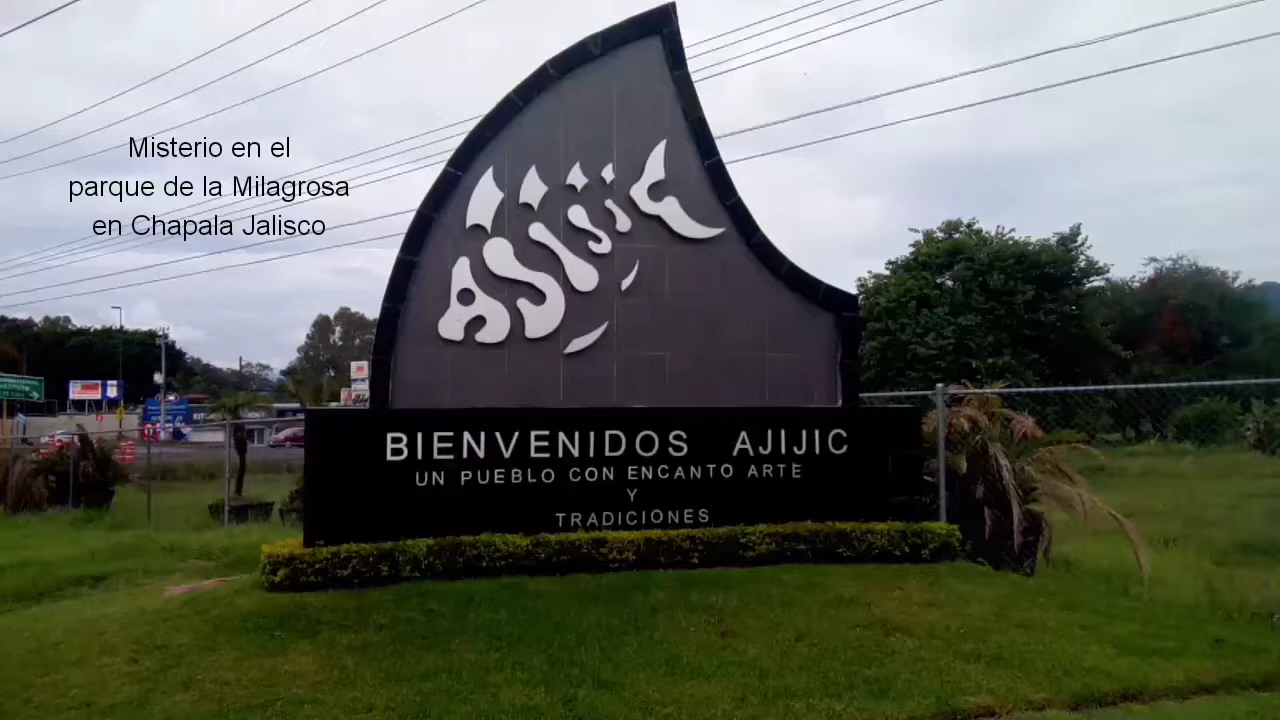 Misterio en el
parque de la Milagrosa
en Chapala Jalisco
AJIJIC
BIENVENIDOS AJIJIC
UN PUEBLO CON ENCANTO ARTE
Y
TRADICIONES